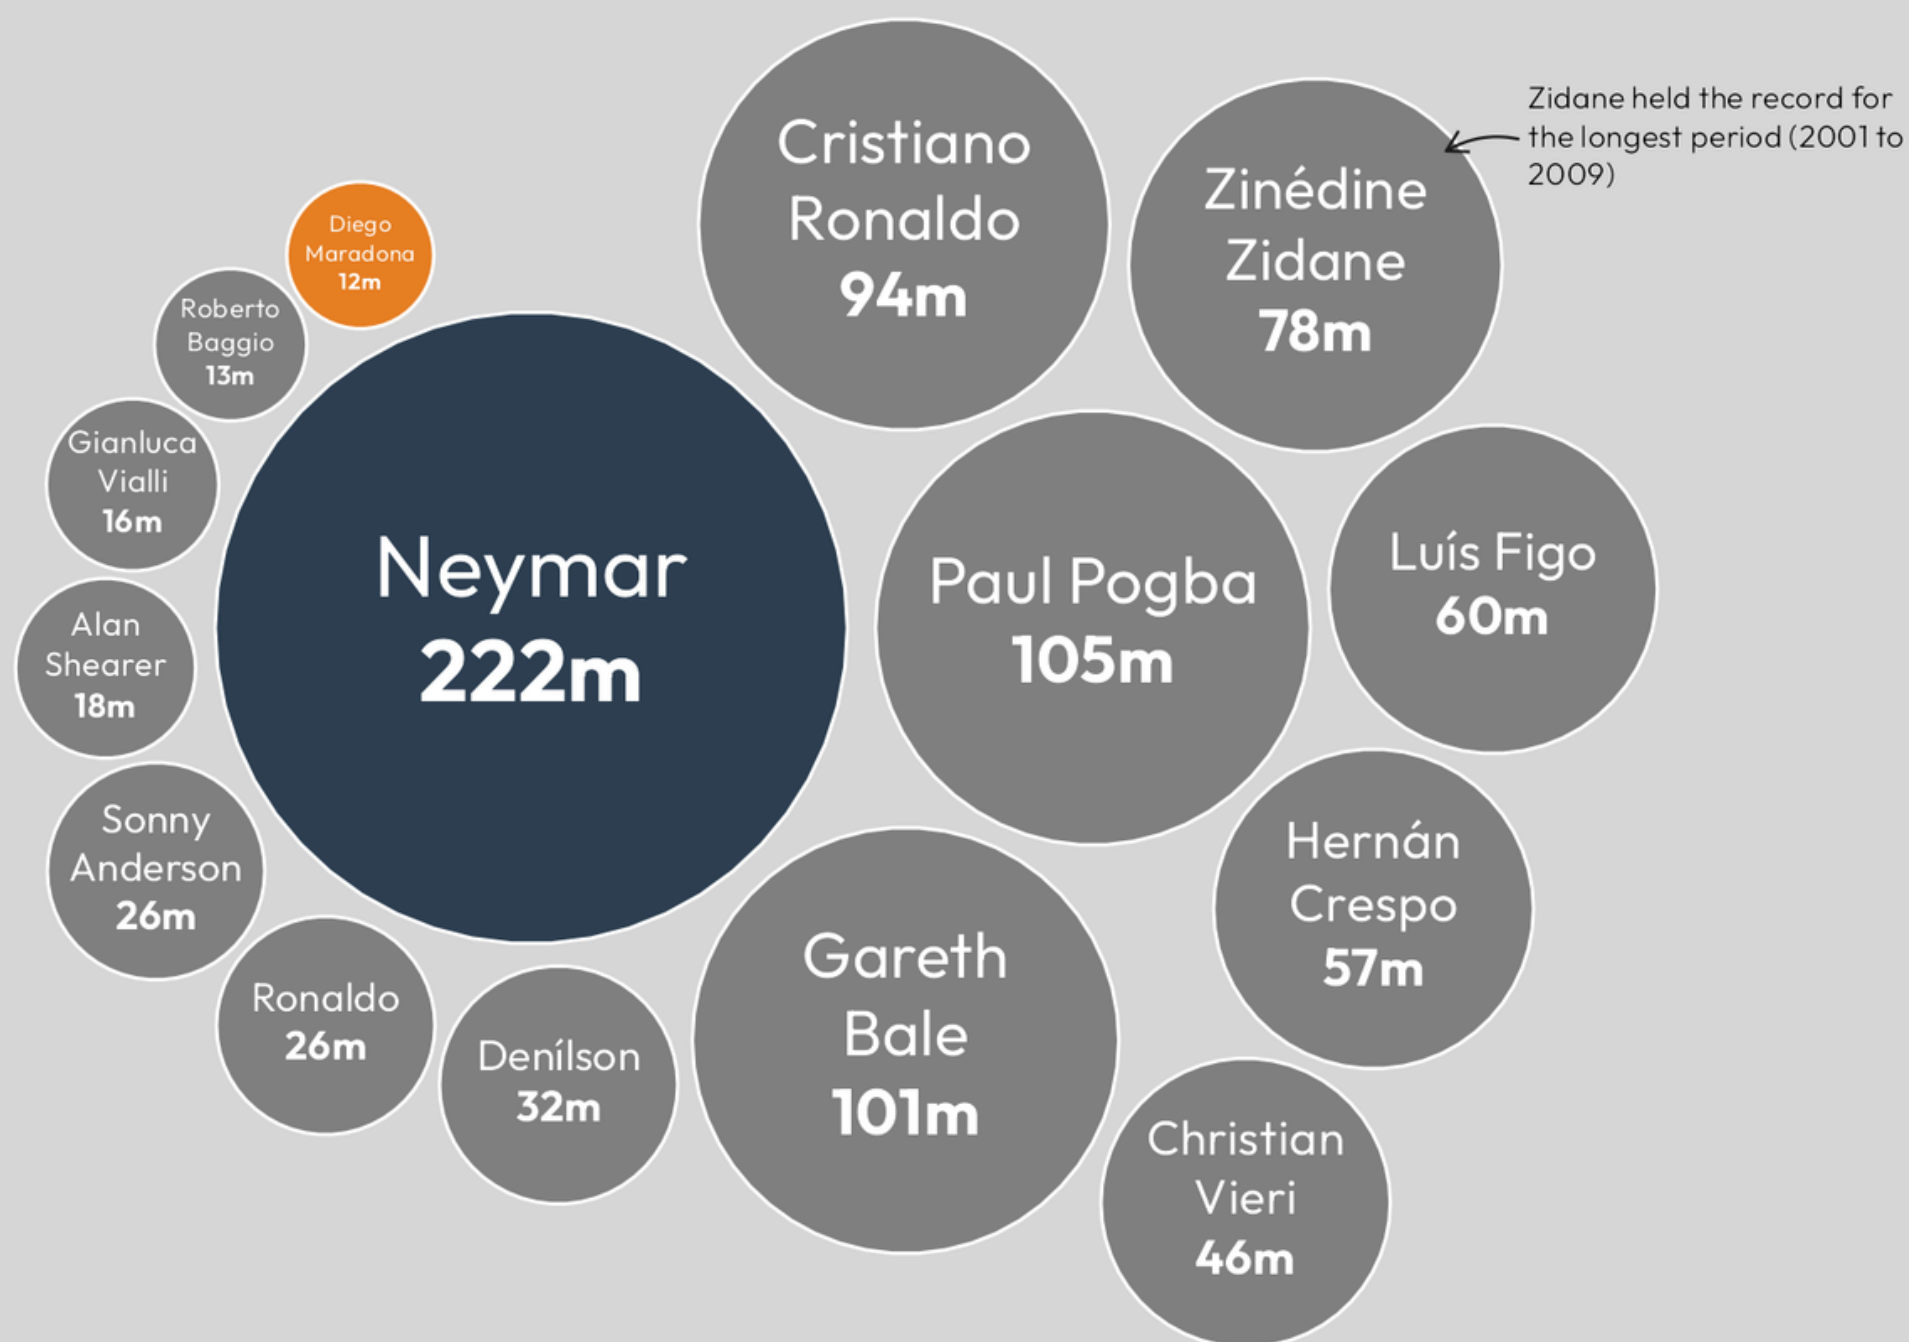 Cristiano
Ronaldo
94m
Zinédine
Zidane
78m
Zidane held the record for
the longest period (2001 to
2009)
Diego
Maradona
12m
Roberto
Baggio
13m
Gianluca
Vialli
16m
Neymar
222m
Paul Pogba
105m
Luís Figo
60m
Alan
Shearer
18m
Sonny
Anderson
26m
Ronaldo
26m
Denílson
32m
Gareth
Bale
101m
Hernán
Crespo
57m
Christian
Vieri
46m